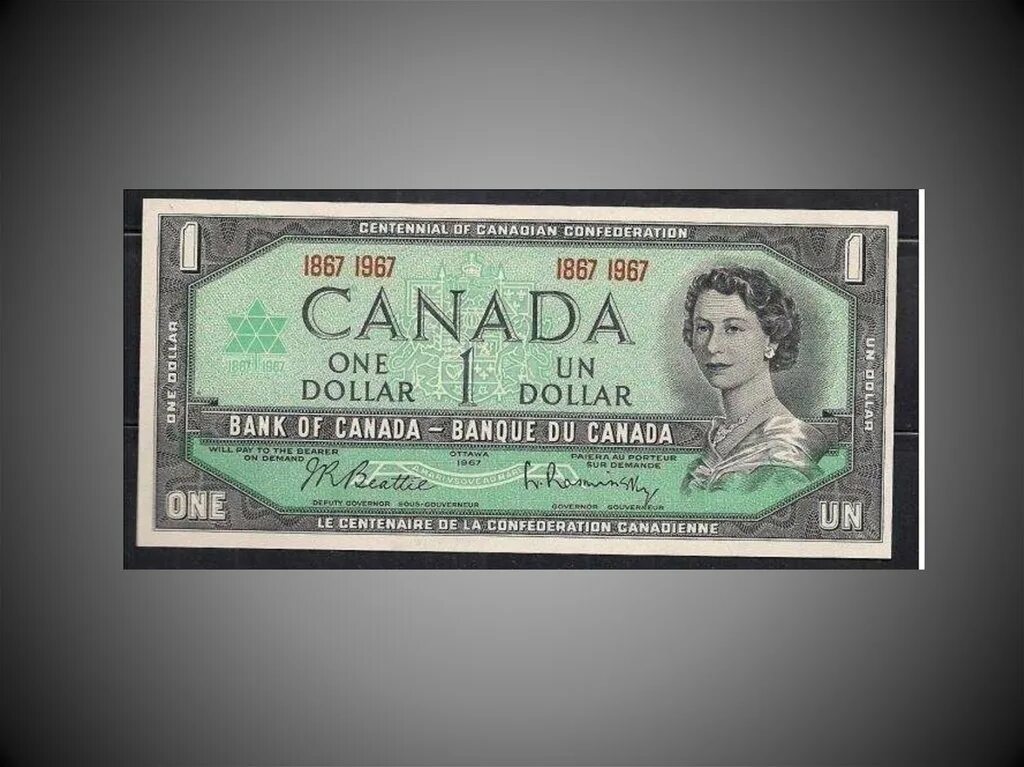 CENTENNIAL OF CANADIAN CONFEDERATION
1 1
1867 1967 1867 1967
CANADA
1867 1967
ONE 1 UN
DOLLAR DOLLAR
ONE DOLLAR
UN DOLLAR
BANK OF CANADA – BANQUE DU CANADA
WILL PAY TO THE BEARER
ON DEMAND
OTTAWA
1967
PAIERA AU PORTEUR
SUR DEMANDE
J.R. Beattie L. Rasminsky
DEPUTY GOVERNOR SOUS-GOUVERNEUR
GOVERNOR GOUVERNEUR
ONE UN
LE CENTENAIRE DE LA CONFEDERATION CANADIENNE